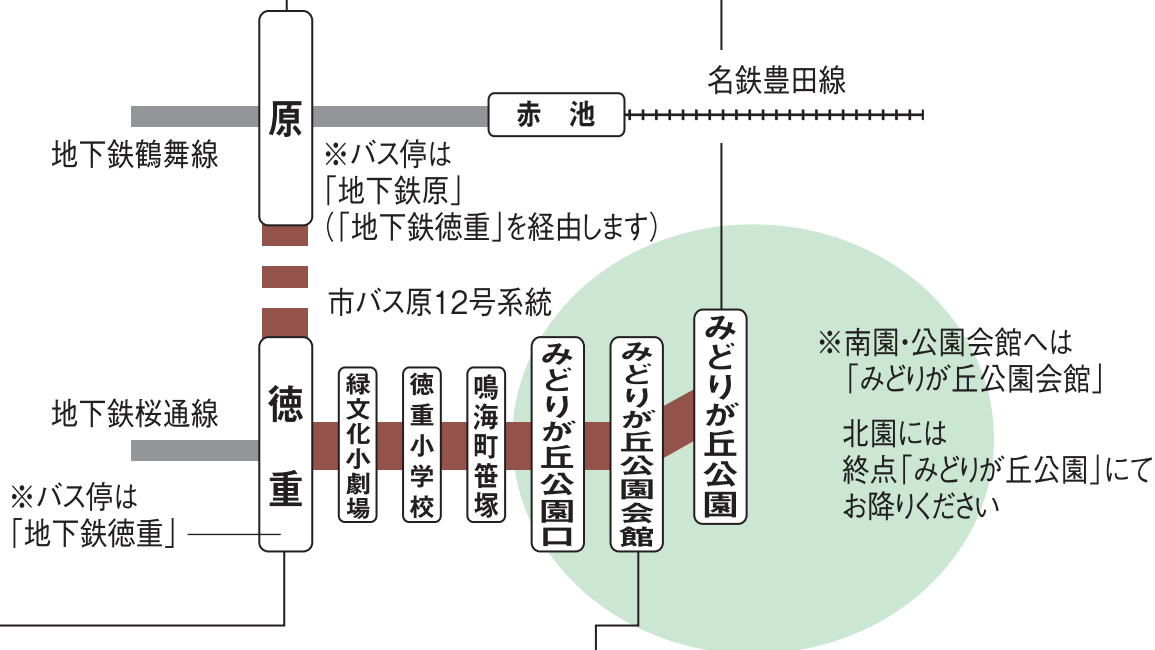 名鉄豊田線
原
赤池
地下鉄鶴舞線
※バス停は
「地下鉄原」
(「地下鉄徳重」を経由します)
市バス原12号系統
地下鉄桜通線
徳重
※バス停は
「地下鉄徳重」
緑文化小劇場
徳重小学校
鳴海町笹塚
みどりが丘公園口
みどりが丘公園会館
みどりが丘公園
※南園・公園会館へは
「みどりが丘公園会館」
北園には
終点「みどりが丘公園」にて
お降りください